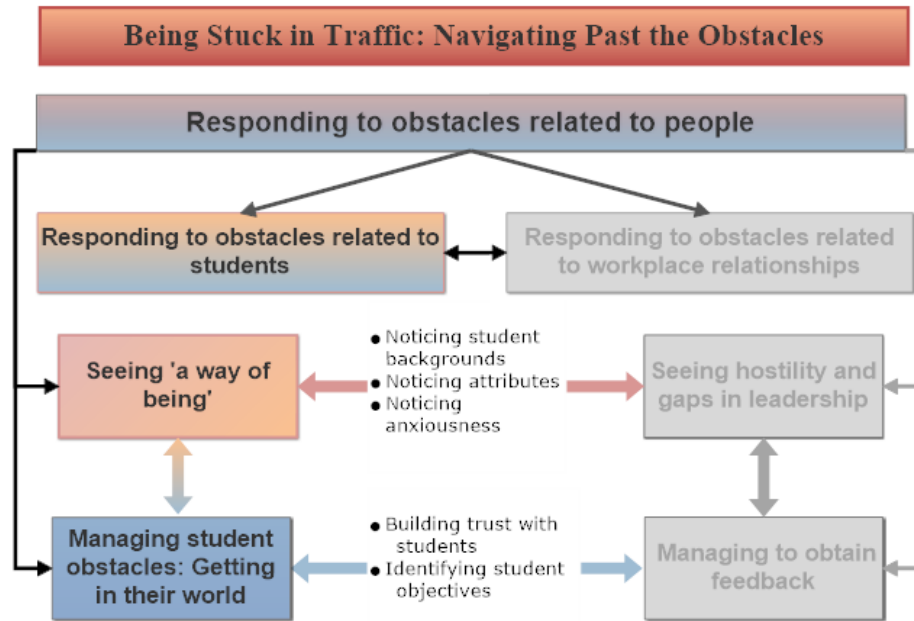 Being Stuck in Traffic: Navigating Past the Obstacles
Responding to obstacles related to people
Responding to obstacles related to
students
Responding to obstacles related
to workplace relationships
Seeing 'a way of
being'
● Noticing student
backgrounds
● Noticing attributes
● Noticing
anxiousness
Seeing hostility and
gaps in leadership
Managing student
obstacles: Getting
in their world
● Building trust with
students
● Identifying student
objectives
Managing to obtain
feedback